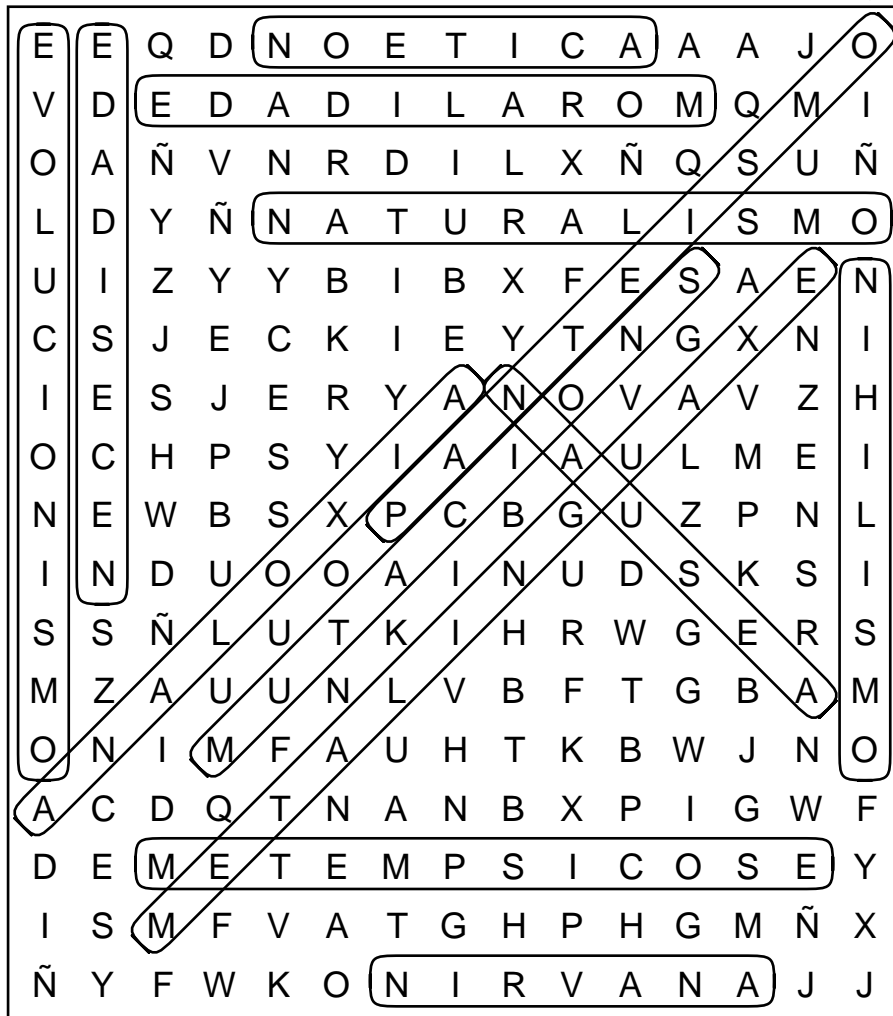 E E Q D N O E T I C A A A J O
V D E D A D I L A R O M Q M I
O A Ñ V N R D I L X Ñ Q S U Ñ
L D Y Ñ N A T U R A L I S M O
U I Z Y Y B I B X F E S A E N
C S J E C K I E Y T N G X N I
I E S J E R Y A N O V A V Z H
O C H P S Y I A I A U L M E I
N E W B S X P C B G U Z P N L
I N D U O O A I N U D S K S I
S S Ñ L U T K I H R W G E R S
M Z A U U N L V B F T G B A M
O N I M F A U H T K B W J N O
A C D Q T N A N B X P I G W F
D E M E T E M P S I C O S E Y
I S M F V A T G H P H G M Ñ X
Ñ Y F W K O N I R V A N A J J